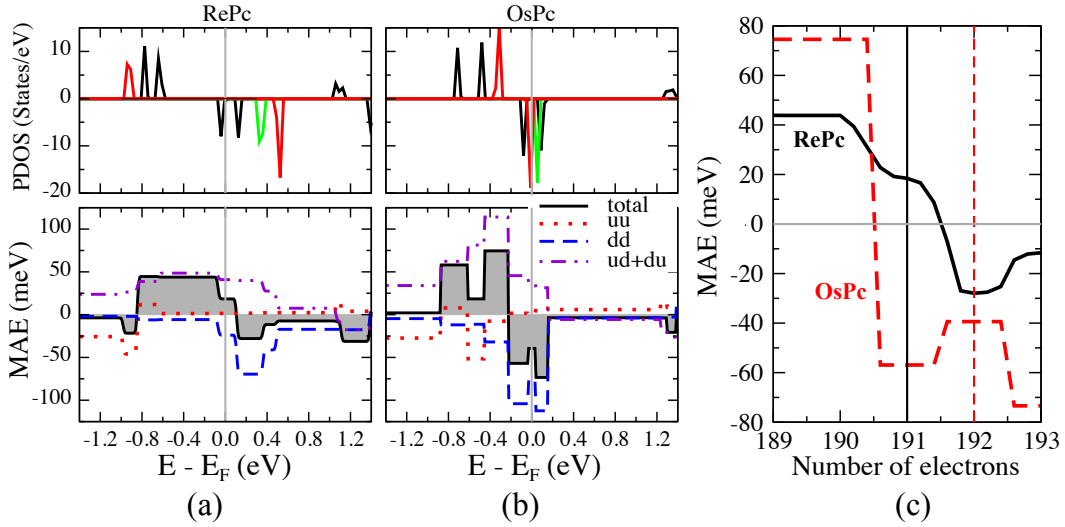 RePc
OsPc
PDOS (States/eV)
10
0
-10
-20
MAE (meV)
100
50
0
-50
-100
total
uu
dd
ud+du
-1.2 -0.8 -0.4 0.0 0.4 0.8 1.2
-1.2 -0.8 -0.4 0.0 0.4 0.8 1.2
E - E_F (eV)
E - E_F (eV)
(a)
(b)
MAE (meV)
80
60
40
20
0
-20
-40
-60
-80
RePc
OsPc
189 190 191 192 193
Number of electrons
(c)